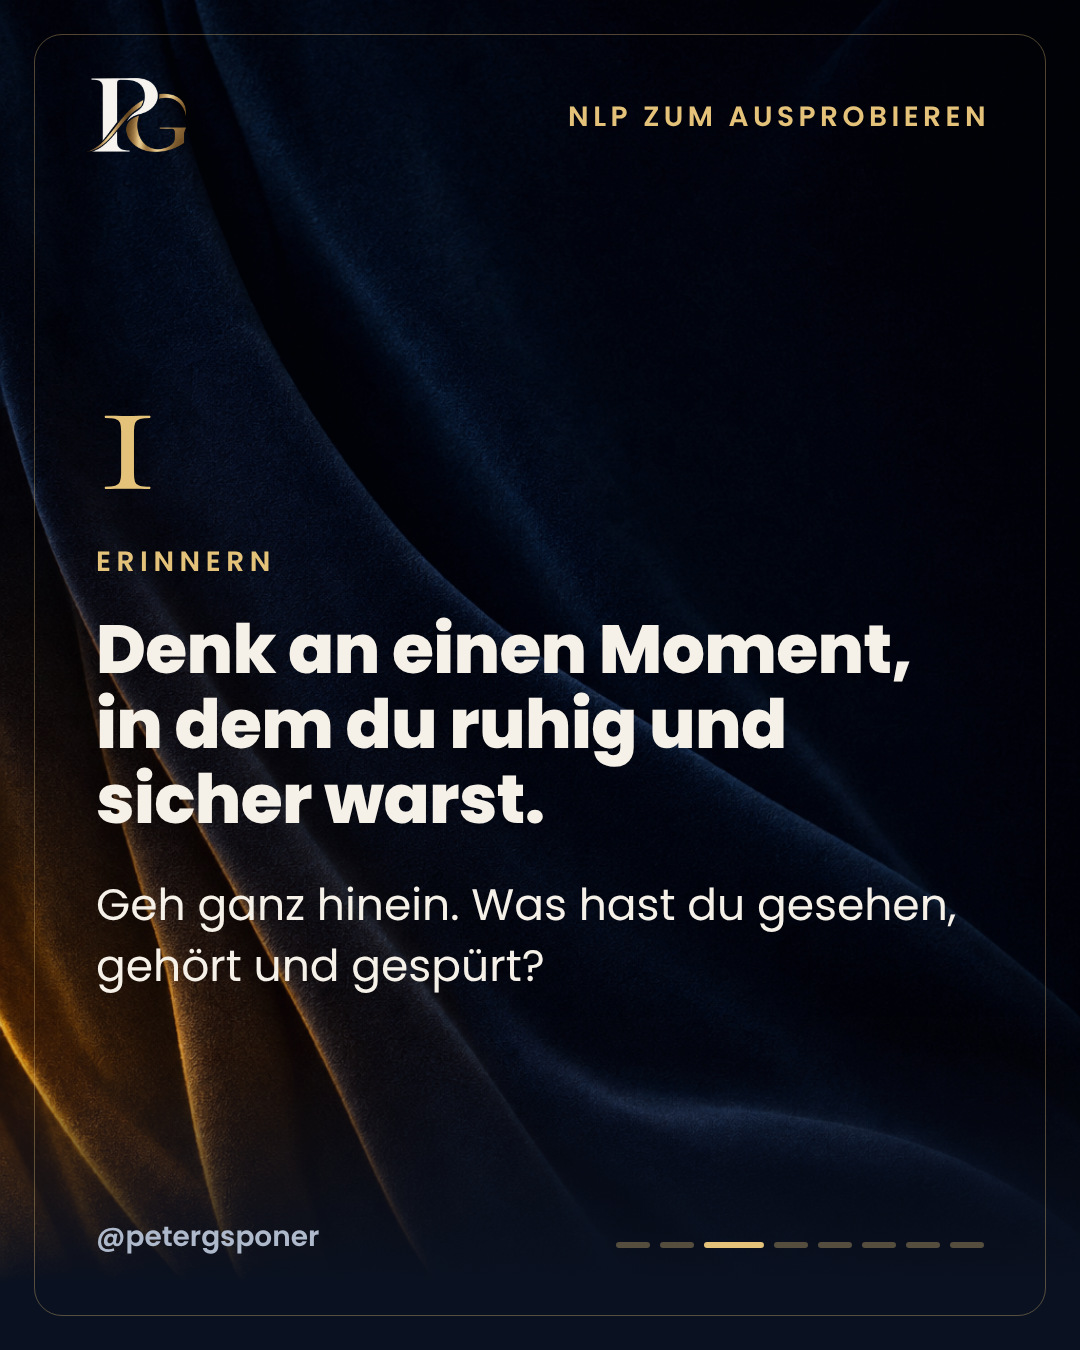 PG
NLP ZUM AUSPROBIEREN
1
ERINNERN
Denk an einen Moment,
in dem du ruhig und
sicher warst.
Geh ganz hinein. Was hast du gesehen,
gehört und gespürt?
@petergsponer